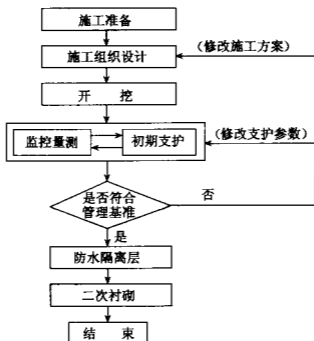 施工准备
施工组织设计
（修改施工方案）
开 挖
监控量测
初期支护
（修改支护参数）
是否符合
管理基准
否
是
防水隔离层
二次衬砌
结 束